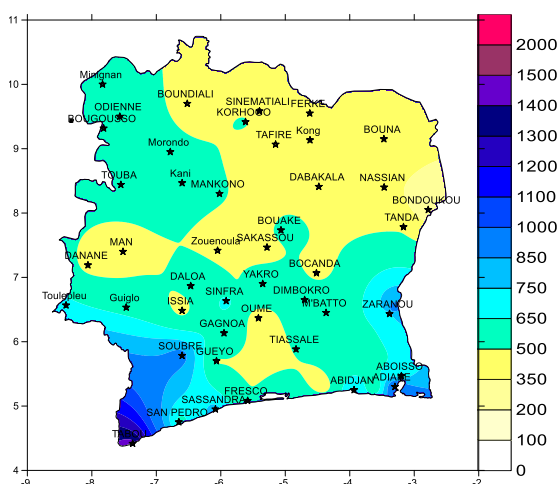 11
10
9
8
7
6
5
4
-9
-8
-7
-6
-5
-4
-3
-2
Minignan
ODIENNE
BOUGOUSSO
BOUNDIALI
SINEMATIALI
FERKE
KORHOGO
TAFIRE
Kong
BOUNA
Morondo
TOUBA
Kani
MANKONO
DABAKALA
NASSIAN
BONDOUKOU
TANDA
BOUAKE
MAN
Zouenoula
SAKASSOU
DANANE
BOCANDA
DALOA
YAKRO
Toulepleu
Guiglo
ISSIA
SINFRA
DIMBOKRO
M'BATTO
ZARANOU
OUME
GAGNOA
SOUBRE
GUEYO
TIASSALE
ABOISSO
ADIAKE
ABIDJAN
FRESCO
SASSANDRA
SAN PEDRO
2000
1500
1400
1300
1200
1000
850
750
650
500
350
200
100
0